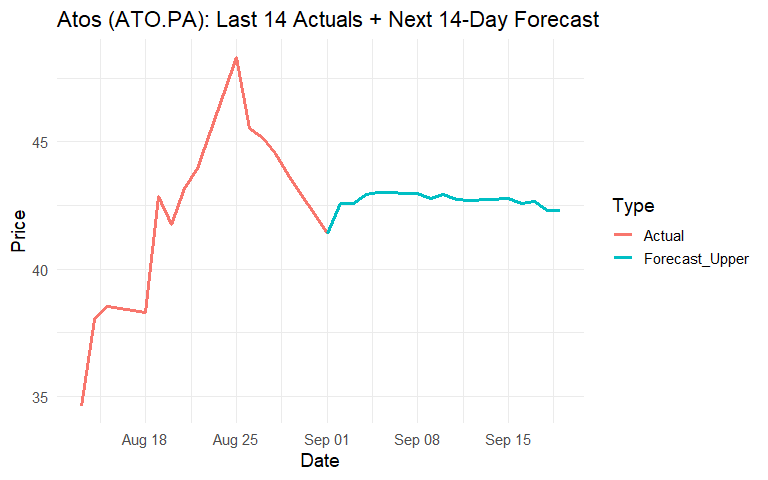 Atos (ATO.PA): Last 14 Actuals + Next 14-Day Forecast
Price
45
40
35
Aug 18 Aug 25 Sep 01 Sep 08 Sep 15
Date
Type
Actual
Forecast_Upper